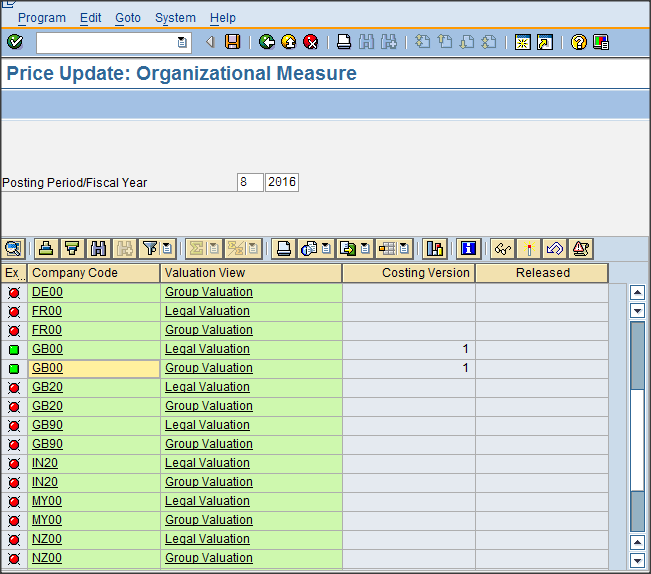 Program Edit Goto System Help
Price Update: Organizational Measure
Posting Period/Fiscal Year 8 2016
Ex.. Company Code Valuation View Costing Version Released
DE00 Group Valuation
FR00 Legal Valuation
FR00 Group Valuation
GB00 Legal Valuation 1
GB00 Group Valuation 1
GB20 Legal Valuation
GB20 Group Valuation
GB90 Legal Valuation
GB90 Group Valuation
IN20 Legal Valuation
IN20 Group Valuation
MY00 Legal Valuation
MY00 Group Valuation
NZ00 Legal Valuation
NZ00 Group Valuation